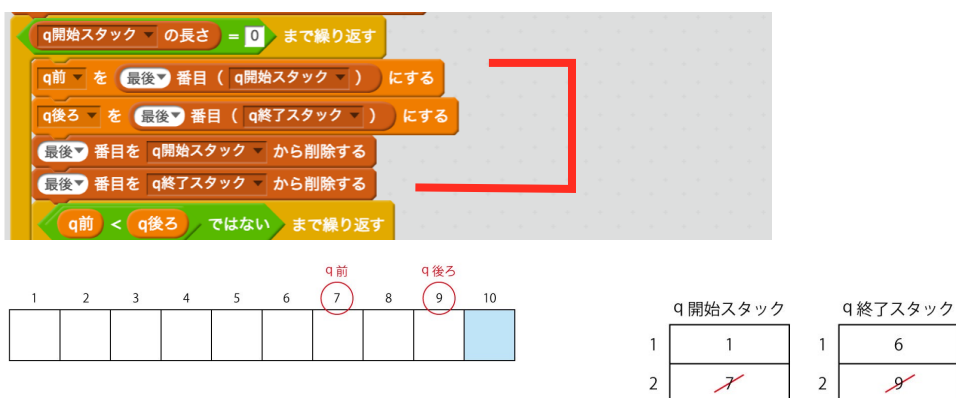 q開始スタック▼ の長さ = 0 まで繰り返す
q前▼ を 最後▼ 番目 ( q開始スタック▼ ) にする
q後ろ▼ を 最後▼ 番目 ( q終了スタック▼ ) にする
最後▼ 番目を q開始スタック▼ から削除する
最後▼ 番目を q終了スタック▼ から削除する
q前 < q後ろ ではない まで繰り返す
q前 q後ろ
1 2 3 4 5 6 7 8 9 10
q開始スタック q終了スタック
1 1 1 6
2 7 2 9